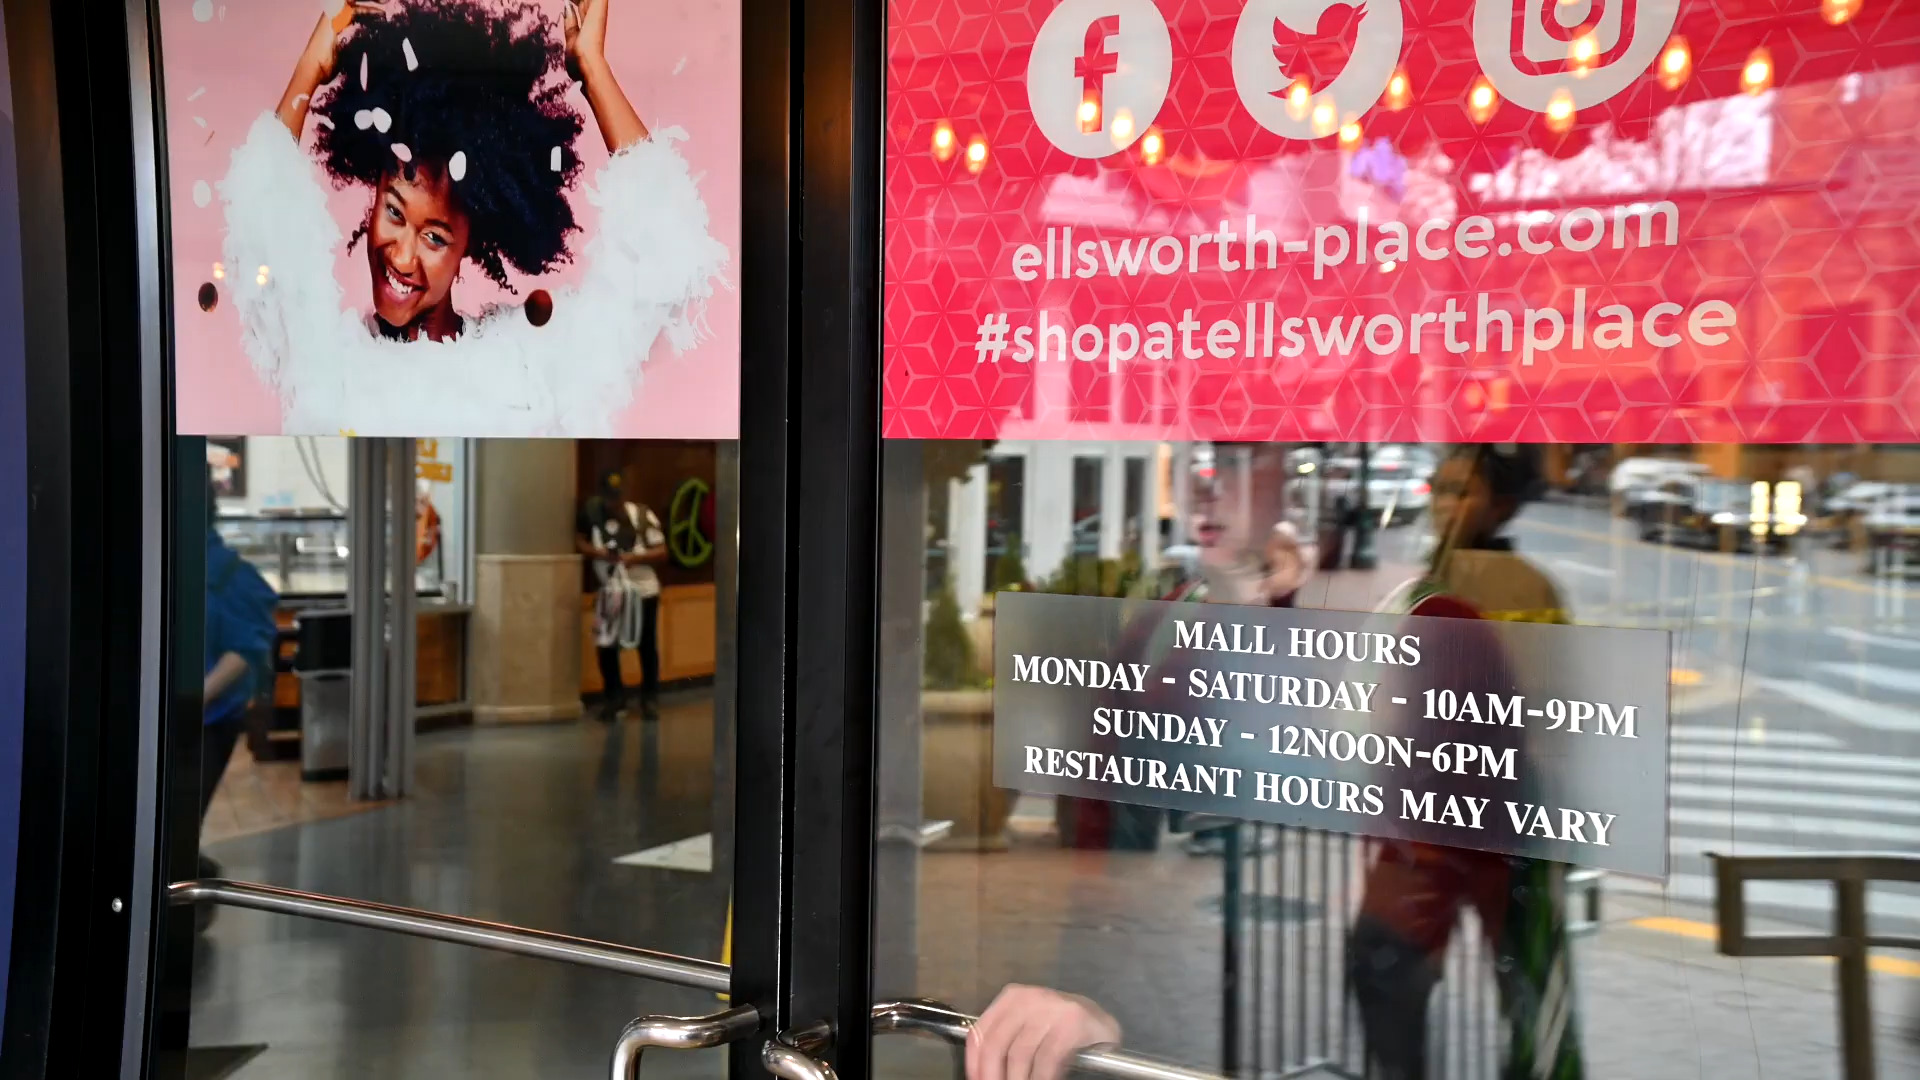 ellsworth-place.com
#shopatellsworthplace
MALL HOURS
MONDAY - SATURDAY - 10AM-9PM
SUNDAY - 12NOON-6PM
RESTAURANT HOURS MAY VARY